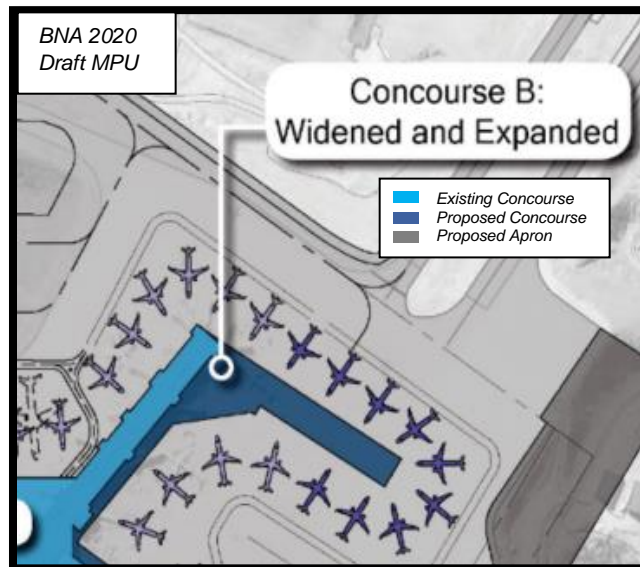 BNA 2020
Draft MPU
Concourse B:
Widened and Expanded
Existing Concourse
Proposed Concourse
Proposed Apron